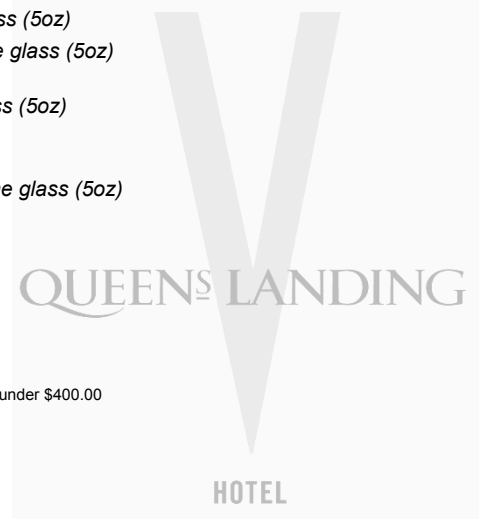 ss (5oz)
e glass (5oz)
ss (5oz)
e glass (5oz)
QUEENS LANDING
under $400.00
HOTEL